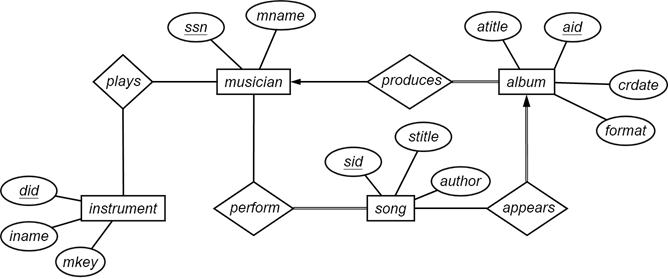 ssn
mname
atitle
aid
plays
musician
produces
album
crdate
format
stitle
sid
author
did
instrument
perform
song
appears
iname
mkey